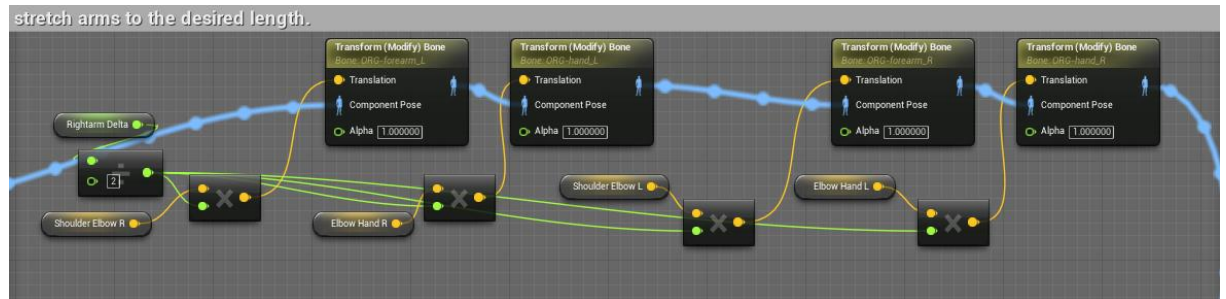 stretch arms to the desired length.
Transform (Modify) Bone
Bone: ORG-forearm_L
Translation
Component Pose
Alpha 1.000000
Transform (Modify) Bone
Bone: ORG-hand_L
Translation
Component Pose
Alpha 1.000000
Transform (Modify) Bone
Bone: ORG-forearm_R
Translation
Component Pose
Alpha 1.000000
Transform (Modify) Bone
Bone: ORG-hand_R
Translation
Component Pose
Alpha 1.000000
Rightarm Delta
÷
2
Shoulder Elbow R
×
Elbow Hand R
×
Shoulder Elbow L
×
Elbow Hand L
×